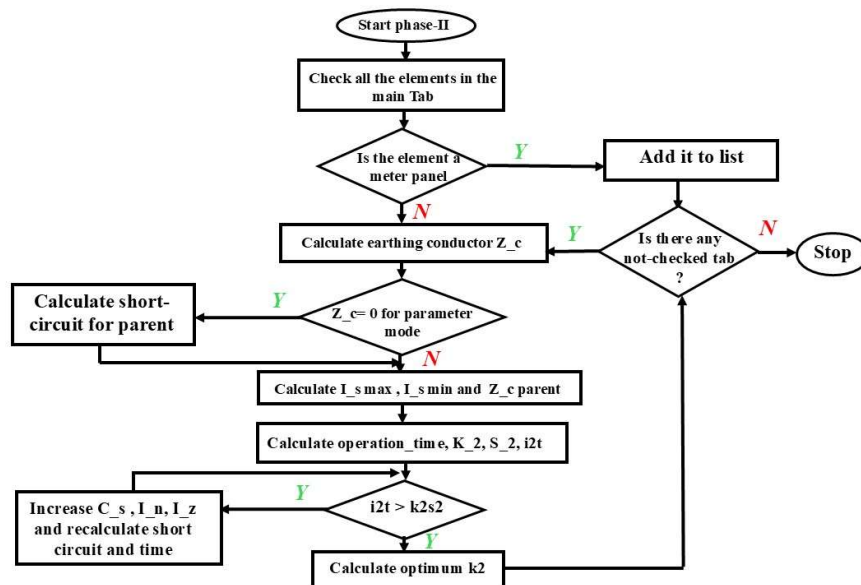 Start phase-II
Check all the elements in the
main Tab
Is the element a
meter panel
Y
Add it to list
N
Calculate earthing conductor Z_c
Y
Is there any
not-checked tab
?
N
Stop
Calculate short-
circuit for parent
Y
Z_c= 0 for parameter
mode
N
Calculate I_s max , I_s min and Z_c parent
Calculate operation_time, K_2, S_2, i2t
Increase C_s , I_n, I_z
and recalculate short
circuit and time
Y
i2t > k2s2
Y
Calculate optimum k2